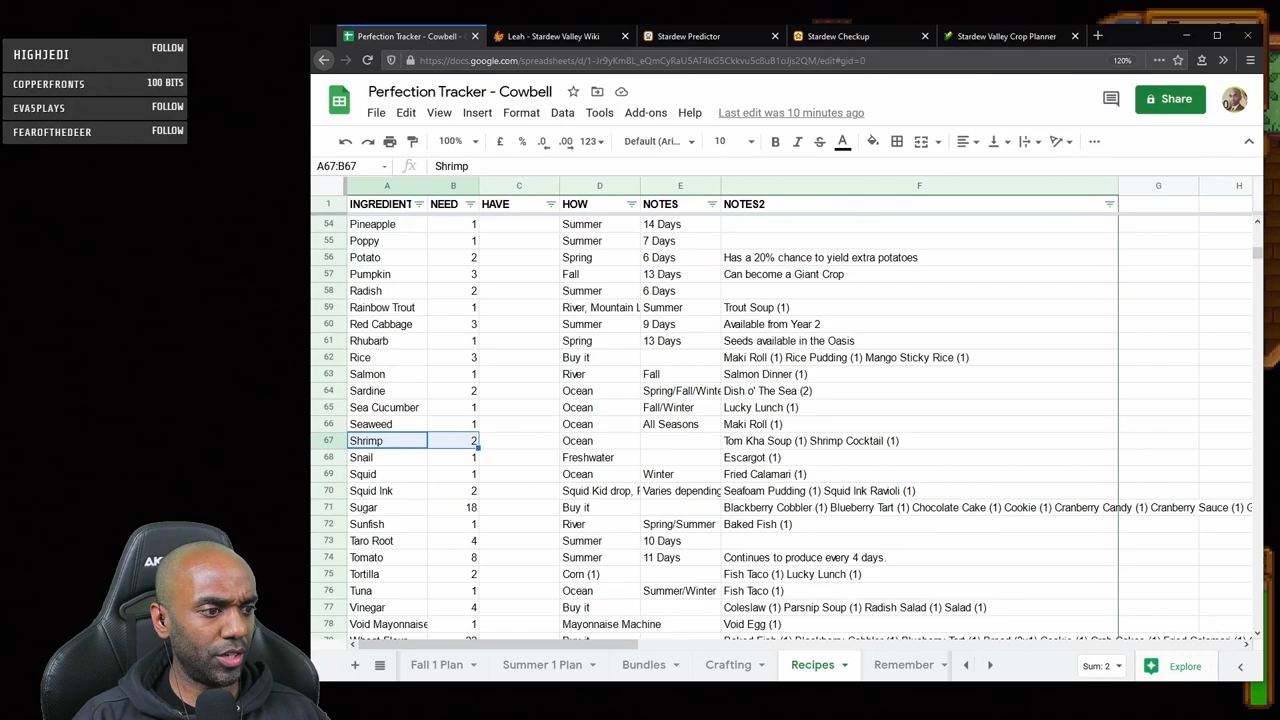 HIGHJEDI FOLLOW
COPPERFRONTS 100 BITS
EVASPLAYS FOLLOW
FEAROFTHEDEER FOLLOW
Perfection Tracker - Cowbell - Leah - Stardew Valley Wiki Stardew Predictor Stardew Checkup Stardew Valley Crop Planner
120%
Perfection Tracker - Cowbell
File Edit View Insert Format Data Tools Add-ons Help Last edit was 10 minutes ago
Share
100% £ % .0 .00 123 Default (Ari... 10 B I S A
A67:B67 fx Shrimp
A B C D E F G H
1 INGREDIENT NEED HAVE HOW NOTES NOTES2
54 Pineapple 1 Summer 14 Days
55 Poppy 1 Summer 7 Days
56 Potato 2 Spring 6 Days Has a 20% chance to yield extra potatoes
57 Pumpkin 3 Fall 13 Days Can become a Giant Crop
58 Radish 2 Summer 6 Days
59 Rainbow Trout 1 River, Mountain L Summer Trout Soup (1)
60 Red Cabbage 3 Summer 9 Days Available from Year 2
61 Rhubarb 1 Spring 13 Days Seeds available in the Oasis
62 Rice 3 Buy it Maki Roll (1) Rice Pudding (1) Mango Sticky Rice (1)
63 Salmon 1 River Fall Salmon Dinner (1)
64 Sardine 2 Ocean Spring/Fall/Winte Dish o' The Sea (2)
65 Sea Cucumber 1 Ocean Fall/Winter Lucky Lunch (1)
66 Seaweed 1 Ocean All Seasons Maki Roll (1)
67 Shrimp 2 Ocean Tom Kha Soup (1) Shrimp Cocktail (1)
68 Snail 1 Freshwater Escargot (1)
69 Squid 1 Ocean Winter Fried Calamari (1)
70 Squid Ink 2 Squid Kid drop, Varies depending Seafoam Pudding (1) Squid Ink Ravioli (1)
71 Sugar 18 Buy it Blackberry Cobbler (1) Blueberry Tart (1) Chocolate Cake (1) Cookie (1) Cranberry Candy (1) Cranberry Sauce (1)
72 Sunfish 1 River Spring/Summer Baked Fish (1)
73 Taro Root 4 Summer 10 Days
74 Tomato 8 Summer 11 Days Continues to produce every 4 days.
75 Tortilla 2 Corn (1) Fish Taco (1) Lucky Lunch (1)
76 Tuna 1 Ocean Summer/Winter Fish Taco (1)
77 Vinegar 4 Buy it Coleslaw (1) Parsnip Soup (1) Radish Salad (1) Salad (1)
78 Void Mayonnaise 1 Mayonnaise Machine Void Egg (1)
Fall 1 Plan Summer 1 Plan Bundles Crafting Recipes Remember Sum: 2 Explore